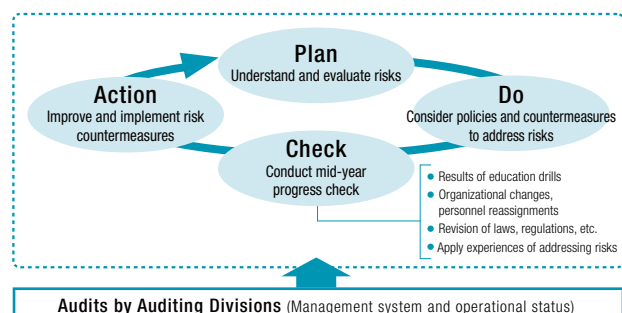 Plan
Understand and evaluate risks
Action
Improve and implement risk
countermeasures
Do
Consider policies and countermeasures
to address risks
Check
Conduct mid-year
progress check
● Results of education drills
● Organizational changes,
personnel reassignments
● Revision of laws, regulations, etc.
● Apply experiences of addressing risks
Audits by Auditing Divisions (Management system and operational status)